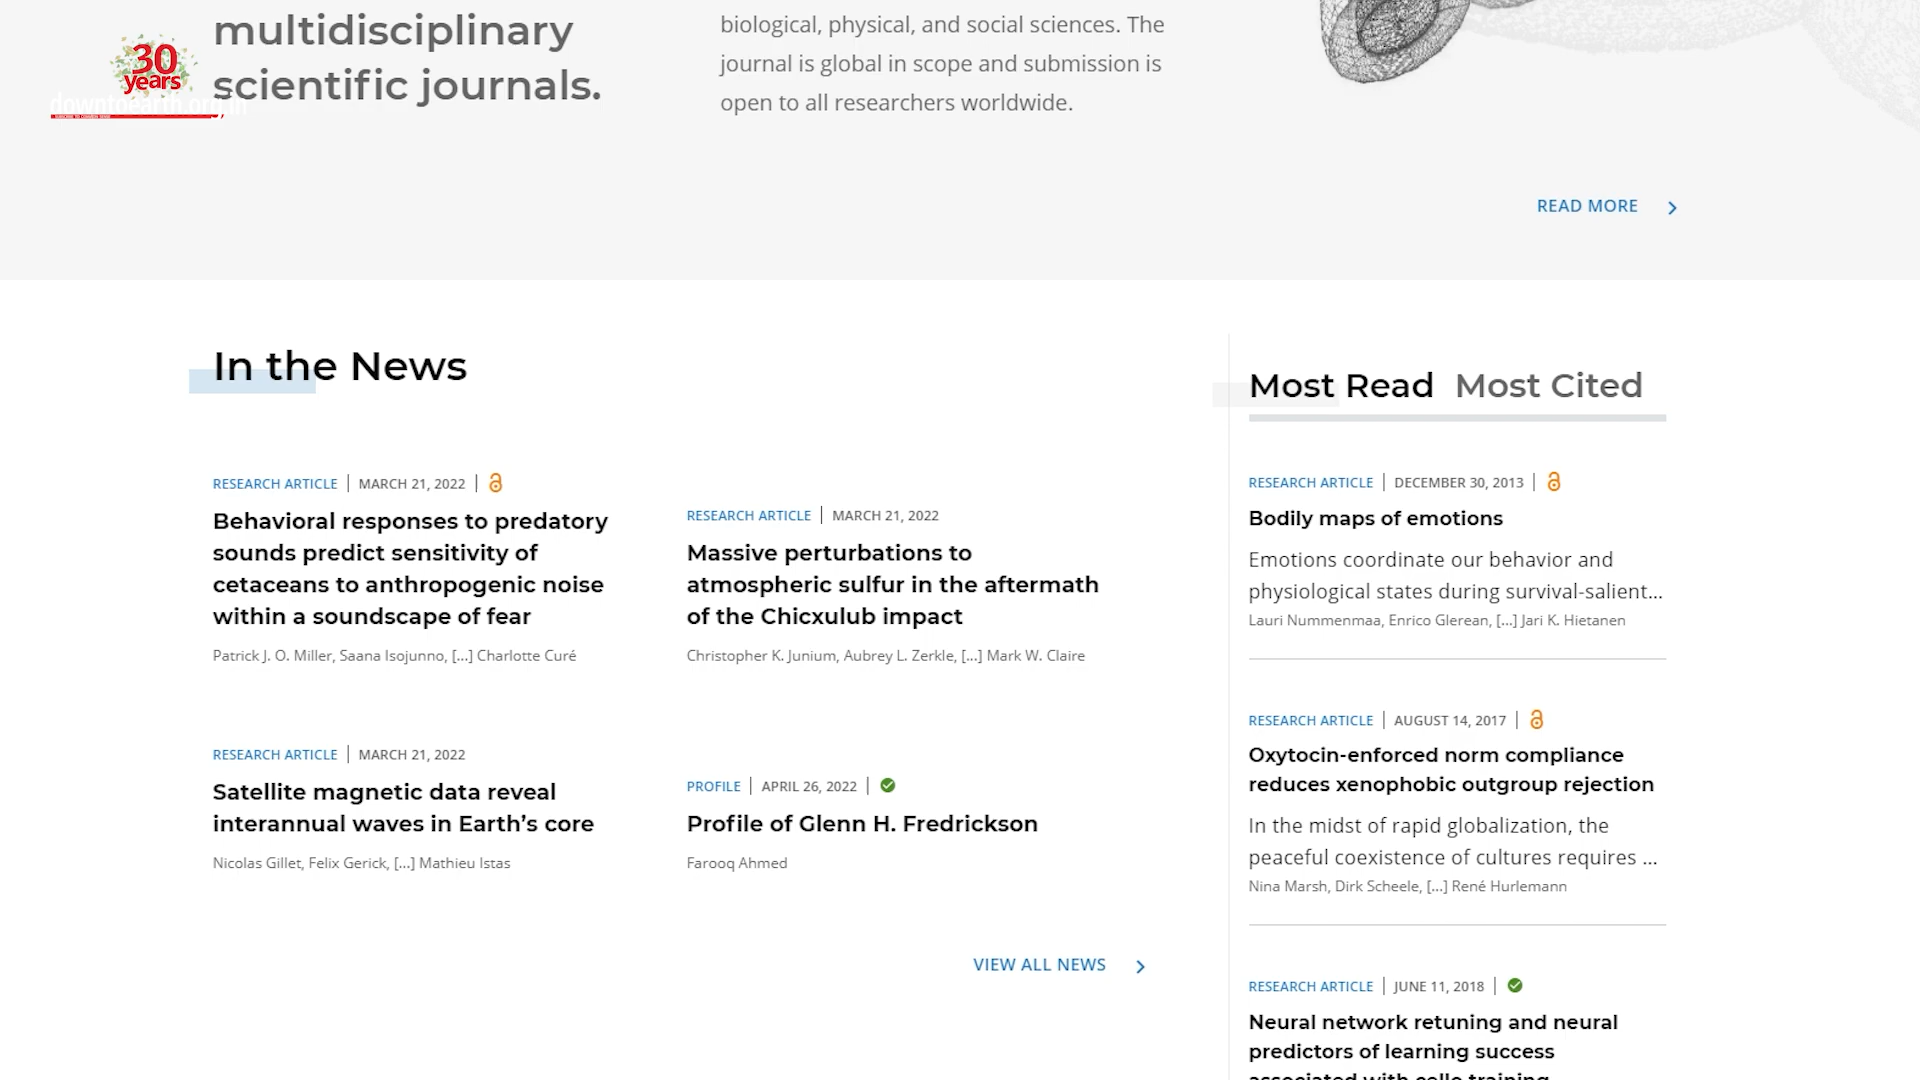 multidisciplinary
scientific journals.
biological, physical, and social sciences. The
journal is global in scope and submission is
open to all researchers worldwide.
30
years
downtoearth.org.in
READ MORE
In the News
RESEARCH ARTICLE | MARCH 21, 2022 |
Behavioral responses to predatory
sounds predict sensitivity of
cetaceans to anthropogenic noise
within a soundscape of fear
Patrick J. O. Miller, Saana Isojunno, [...] Charlotte Curé
RESEARCH ARTICLE | MARCH 21, 2022
Massive perturbations to
atmospheric sulfur in the aftermath
of the Chicxulub impact
Christopher K. Junium, Aubrey L. Zerkle, [...] Mark W. Claire
RESEARCH ARTICLE | MARCH 21, 2022
Satellite magnetic data reveal
interannual waves in Earth’s core
Nicolas Gillet, Felix Gerick, [...] Mathieu Istas
PROFILE | APRIL 26, 2022 |
Profile of Glenn H. Fredrickson
Farooq Ahmed
VIEW ALL NEWS
Most Read Most Cited
RESEARCH ARTICLE | DECEMBER 30, 2013 |
Bodily maps of emotions
Emotions coordinate our behavior and
physiological states during survival-salient...
Lauri Nummenmaa, Enrico Glerean, [...] Jari K. Hietanen
RESEARCH ARTICLE | AUGUST 14, 2017 |
Oxytocin-enforced norm compliance
reduces xenophobic outgroup rejection
In the midst of rapid globalization, the
peaceful coexistence of cultures requires ...
Nina Marsh, Dirk Scheele, [...] René Hurlemann
RESEARCH ARTICLE | JUNE 11, 2018 |
Neural network retuning and neural
predictors of learning success
associated with cello training